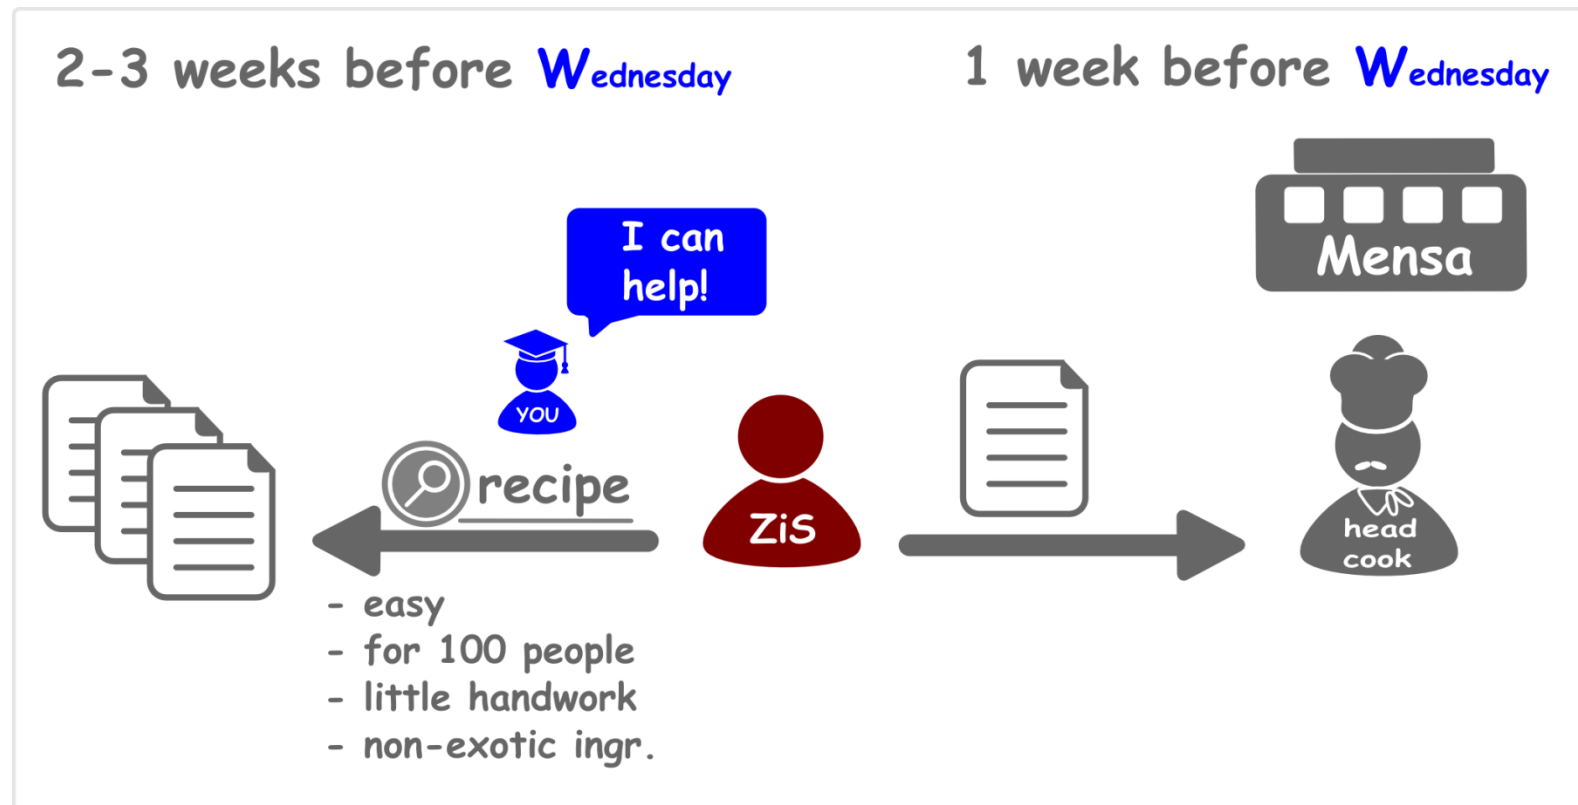 2-3 weeks before Wednesday
1 week before Wednesday
Mensa
I can
help!
YOU
recipe
ZiS
head
cook
- easy
- for 100 people
- little handwork
- non-exotic ingr.